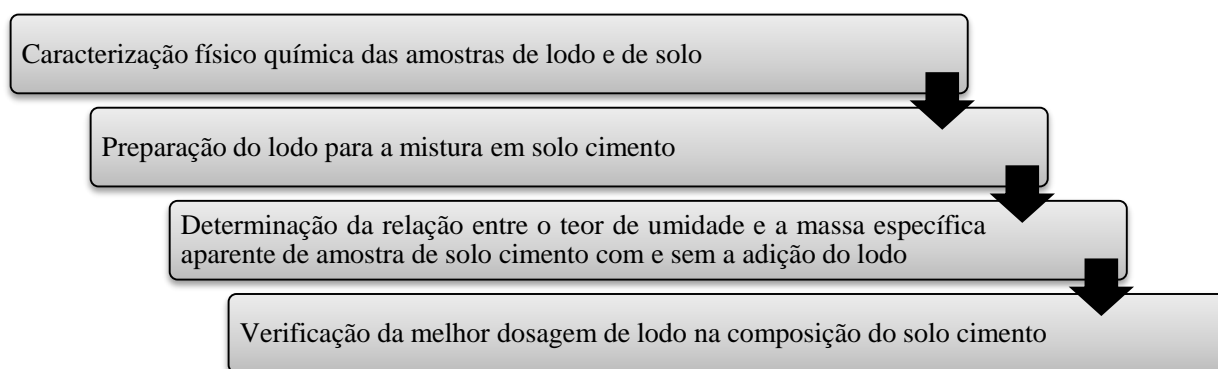 Caracterização físico química das amostras de lodo e de solo
Preparação do lodo para a mistura em solo cimento
Determinação da relação entre o teor de umidade e a massa específica
aparente de amostra de solo cimento com e sem a adição do lodo
Verificação da melhor dosagem de lodo na composição do solo cimento